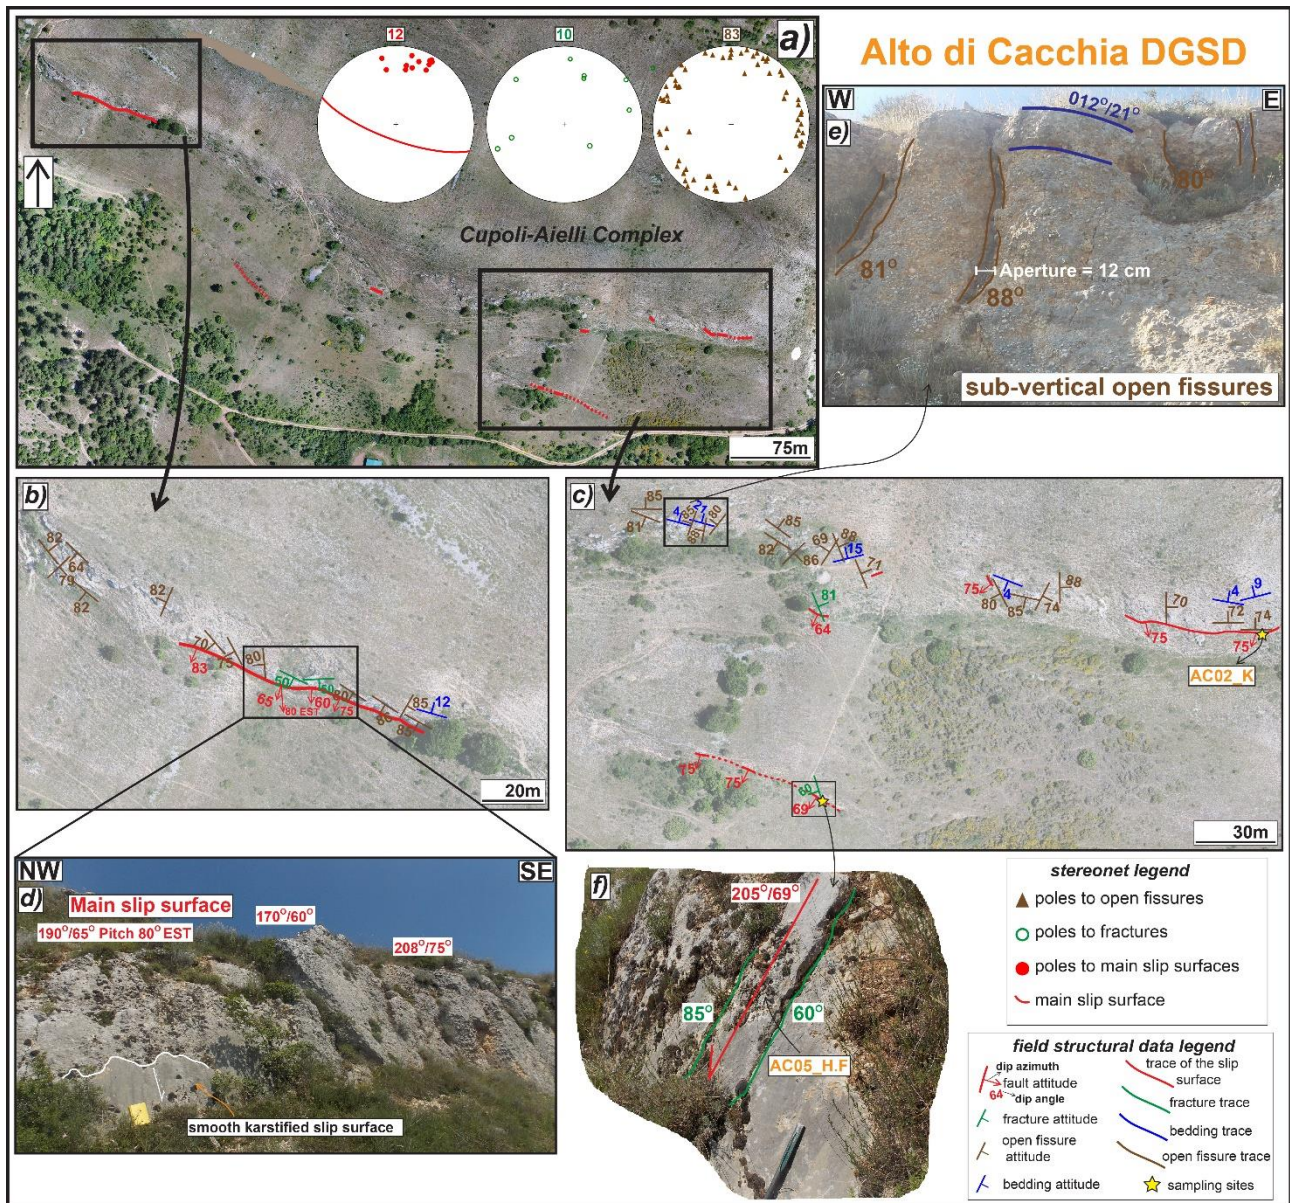 Alto di Cacchia DGSD
a)
12
10
83
Cupoli-Aielli Complex
75m
W
E
e)
012°/21°
80°
81°
Aperture = 12 cm
88°
sub-vertical open fissures
b)
82
64
79
82
82
70
75
80
83
50
50
65
60
80 EST
80
75
86
85
85
12
20m
c)
85
81
4
85
21
80
88
85
82
69
88
86
15
71
81
64
75
4
80
85
74
88
70
4
9
72
74
75
75
AC02_K
75
75
60
69
30m
NW
SE
d)
Main slip surface
170°/60°
190°/65° Pitch 80° EST
208°/75°
smooth karstified slip surface
f)
205°/69°
85°
60°
AC05_H.F
stereonet legend
poles to open fissures
poles to fractures
poles to main slip surfaces
main slip surface
field structural data legend
dip azimuth
fault attitude
64
dip angle
fracture attitude
open fissure
attitude
bedding attitude
trace of the slip
surface
fracture trace
bedding trace
open fissure trace
sampling sites